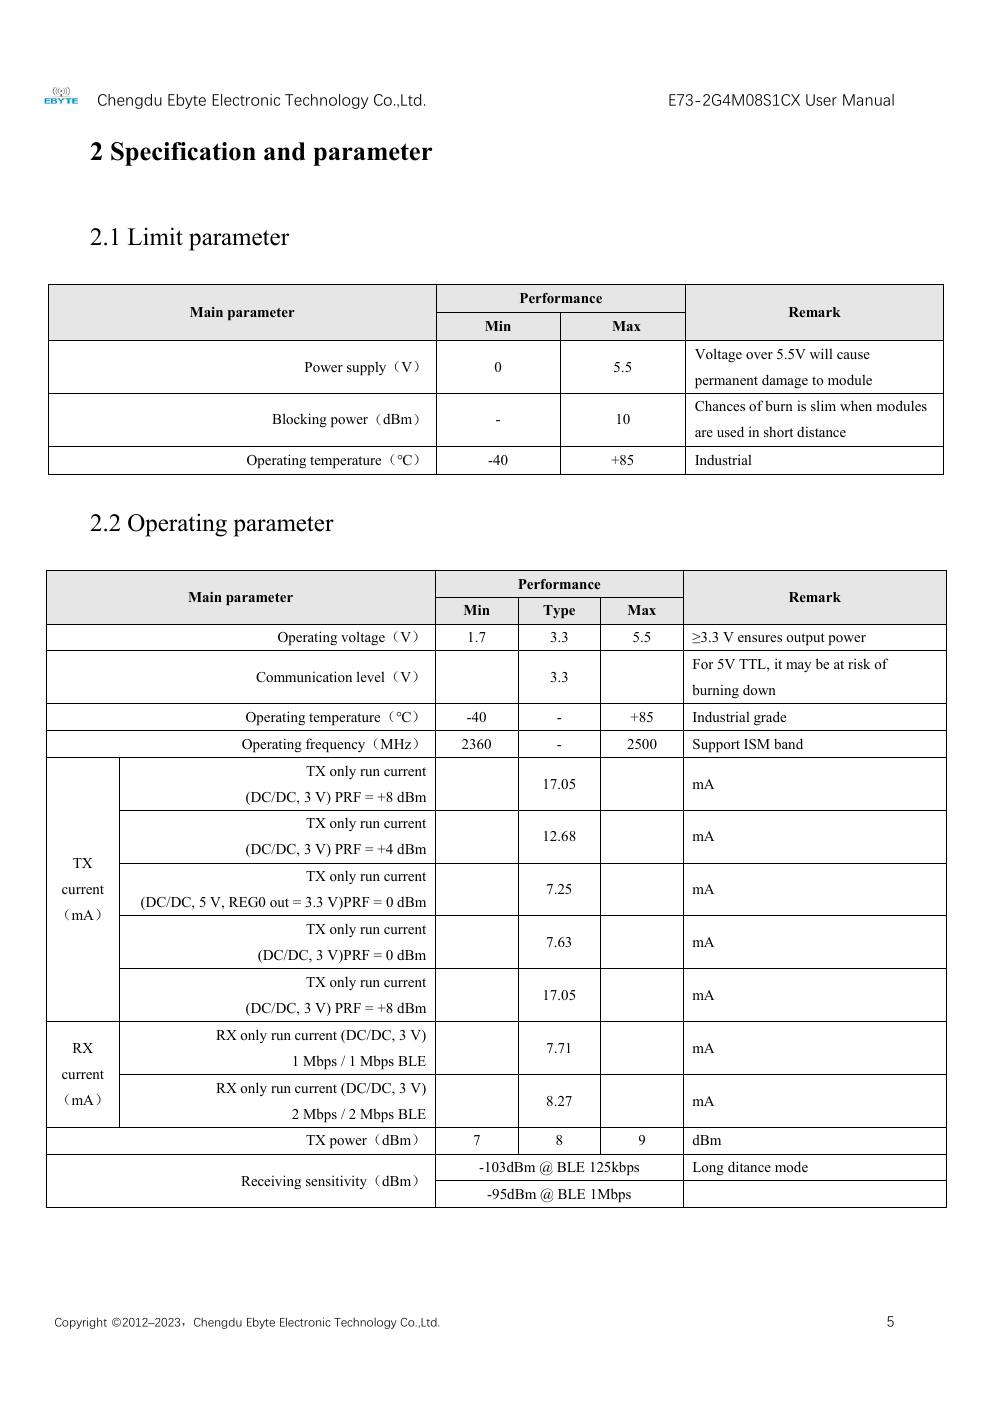 EBYTE
Chengdu Ebyte Electronic Technology Co.,Ltd. E73-2G4M08S1CX User Manual
2 Specification and parameter
2.1 Limit parameter
Main parameter Performance Remark
Min Max
Power supply（V） 0 5.5 Voltage over 5.5V will cause
permanent damage to module
Blocking power（dBm） - 10 Chances of burn is slim when modules
are used in short distance
Operating temperature（℃） -40 +85 Industrial
2.2 Operating parameter
Main parameter Performance Remark
Min Type Max
Operating voltage（V） 1.7 3.3 5.5 ≥3.3 V ensures output power
Communication level（V） 3.3 For 5V TTL, it may be at risk of
burning down
Operating temperature（℃） -40 - +85 Industrial grade
Operating frequency（MHz） 2360 - 2500 Support ISM band
TX
current
（mA）
TX only run current
(DC/DC, 3 V) PRF = +8 dBm 17.05 mA
TX only run current
(DC/DC, 3 V) PRF = +4 dBm 12.68 mA
TX only run current
(DC/DC, 5 V, REG0 out = 3.3 V)PRF = 0 dBm 7.25 mA
TX only run current
(DC/DC, 3 V)PRF = 0 dBm 7.63 mA
TX only run current
(DC/DC, 3 V) PRF = +8 dBm 17.05 mA
RX
current
（mA）
RX only run current (DC/DC, 3 V)
1 Mbps / 1 Mbps BLE 7.71 mA
RX only run current (DC/DC, 3 V)
2 Mbps / 2 Mbps BLE 8.27 mA
TX power（dBm） 7 8 9 dBm
Receiving sensitivity（dBm） -103dBm @ BLE 125kbps Long ditance mode
-95dBm @ BLE 1Mbps
Copyright ©2012–2023，Chengdu Ebyte Electronic Technology Co.,Ltd. 5